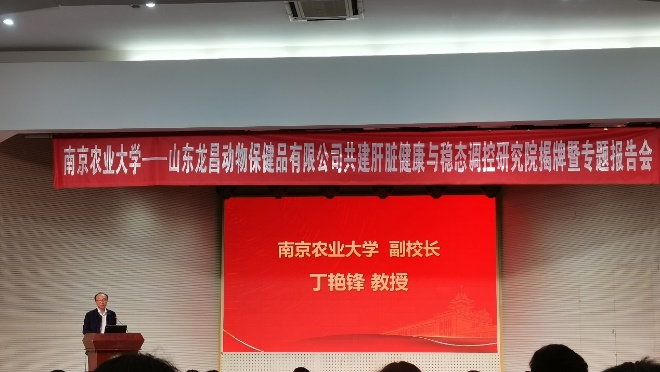 南京农业大学——山东龙昌动物保健品有限公司共建肝脏健康与稳态调控研究院揭牌暨专题报告会
南京农业大学 副校长
丁艳锋 教授